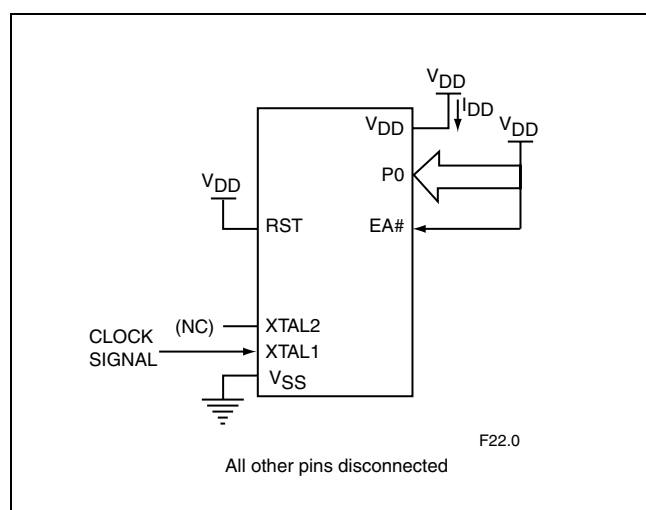 VDD
IDD
VDD
VDD
P0
VDD
RST
EA#
(NC)
XTAL2
CLOCK
SIGNAL
XTAL1
VSS
F22.0
All other pins disconnected